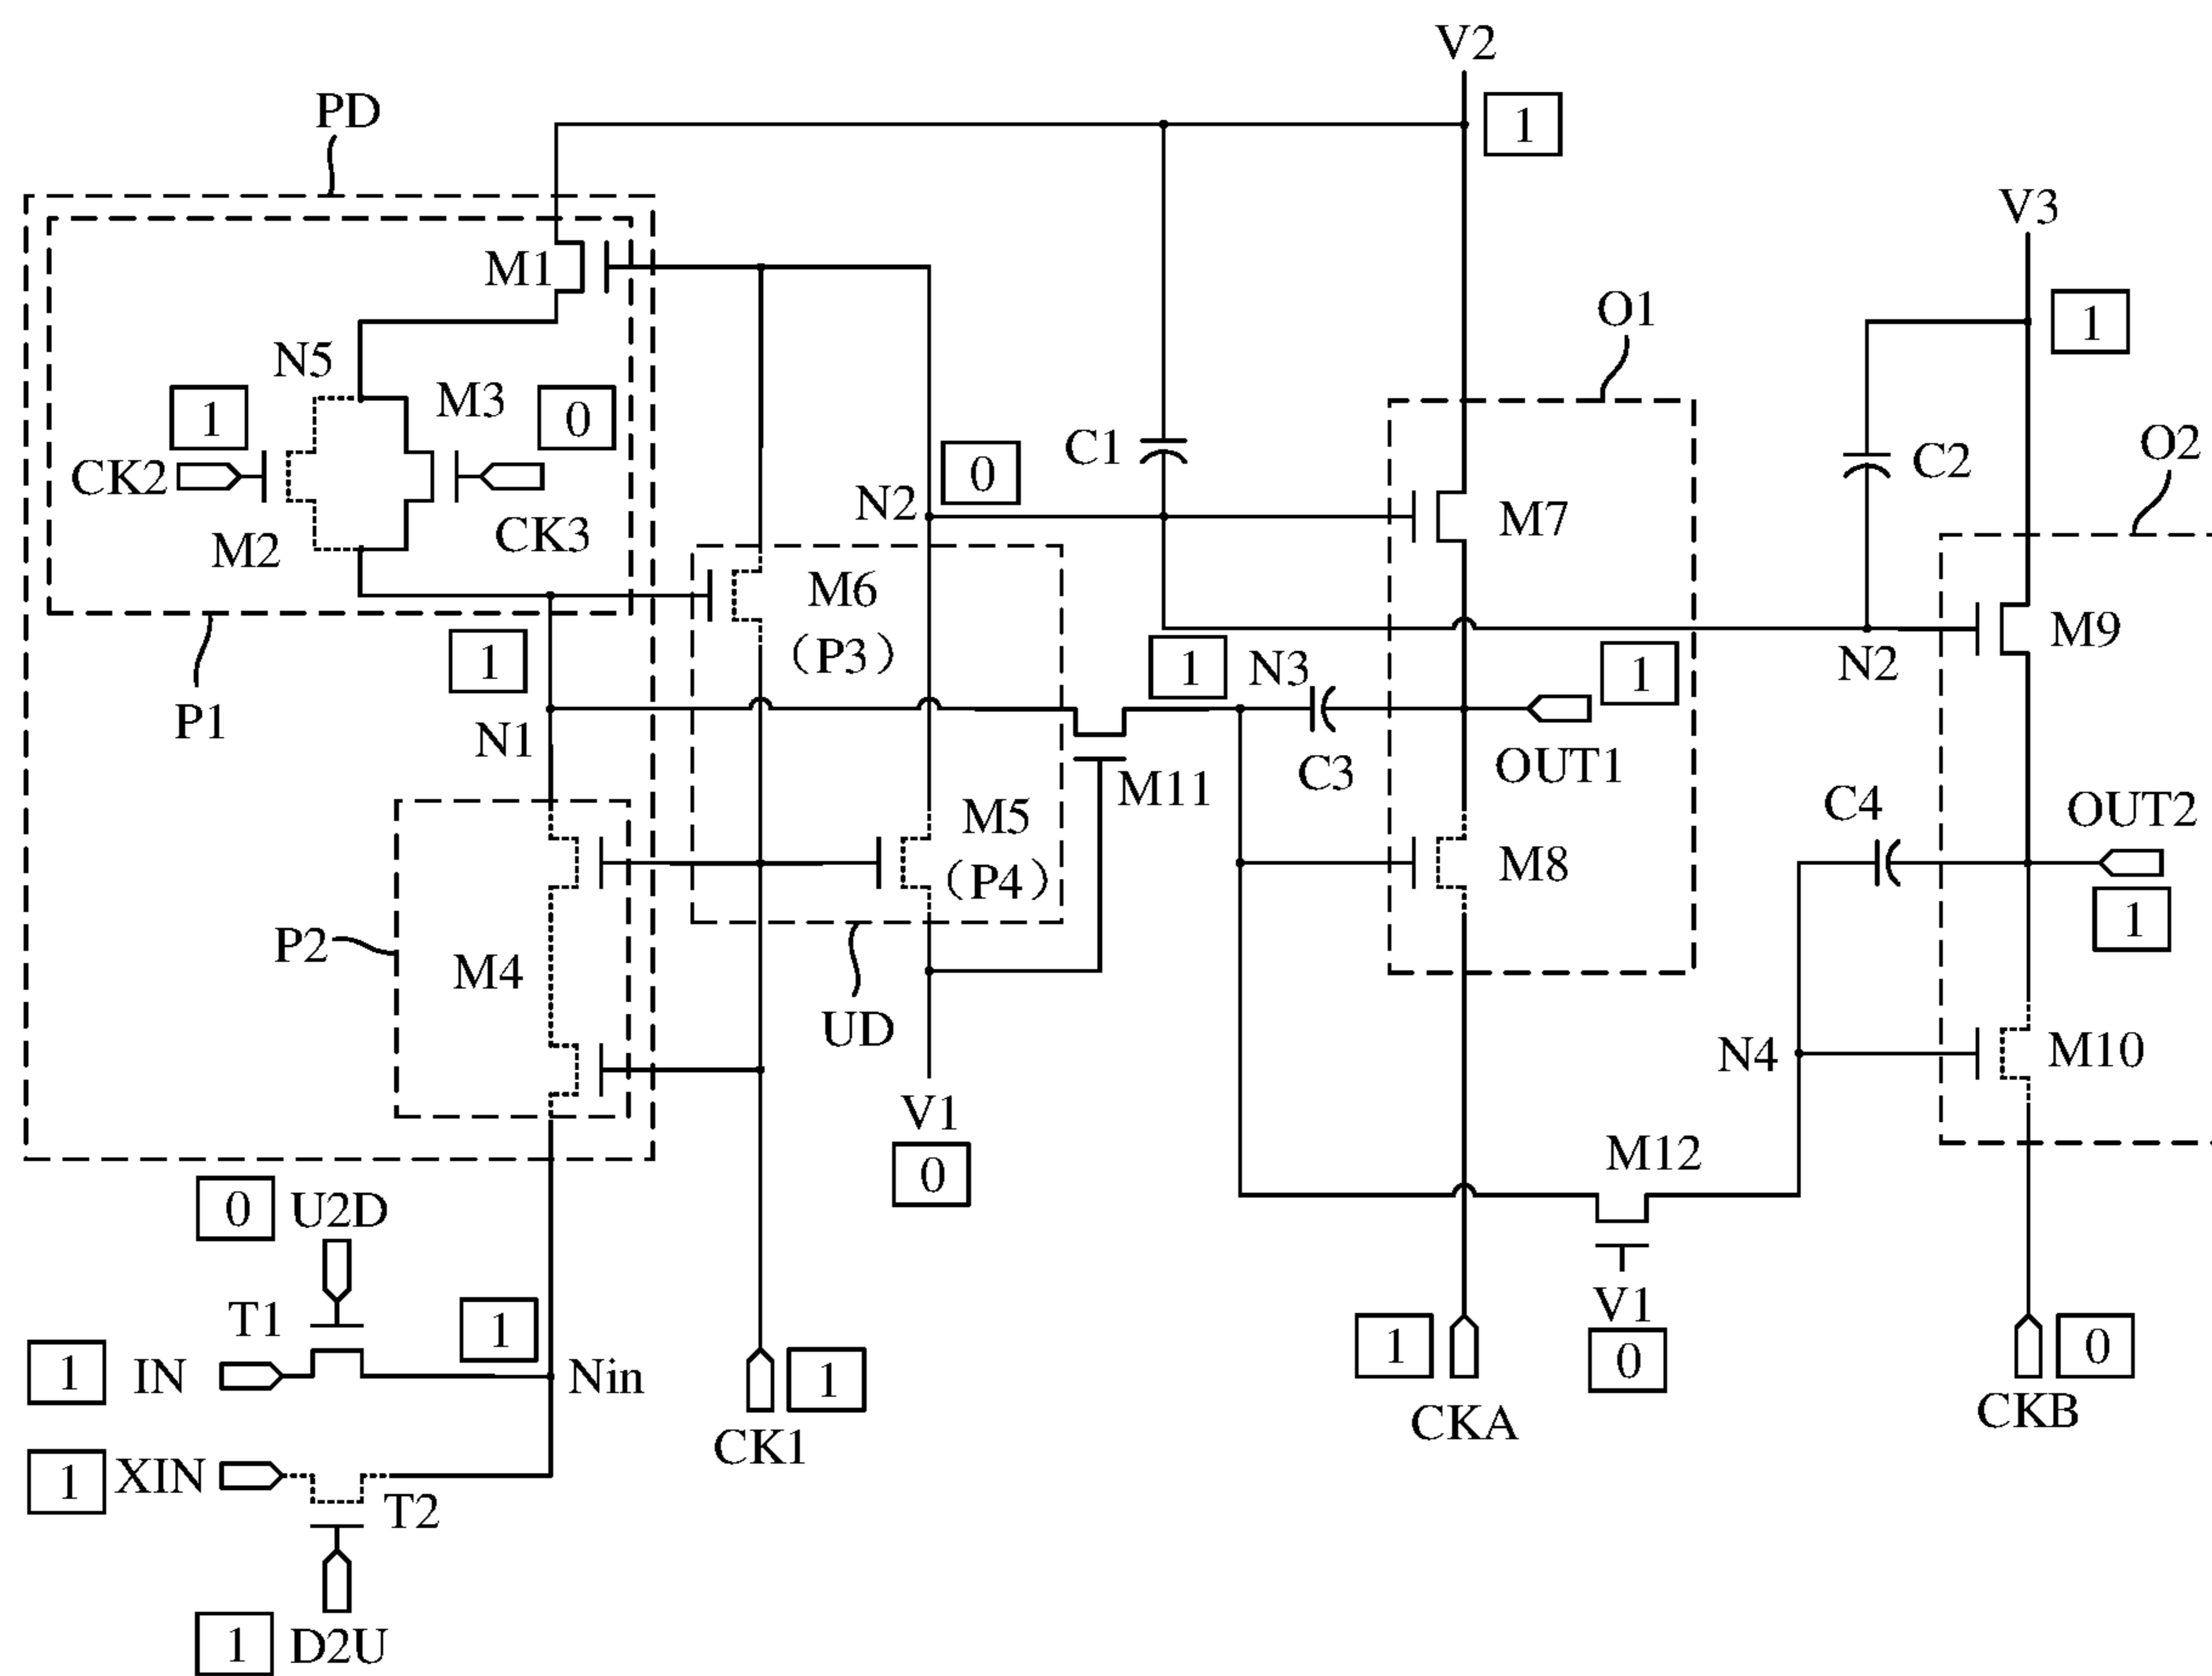 V2
1
PD
V3
1
M1
O1
N5
M3
1
0
C1
O2
C2
CK2
0
N2
M7
CK3
M2
M6
(P3)
M9
1
1
N3
1
N2
P1
N1
C3
OUT1
M11
C4
OUT2
M5
(P4)
M8
1
P2
M4
UD
N4
M10
V1
0
M12
0
U2D
V1
0
T1
1
1
IN
Nin
1
1
CKA
0
CKB
CK1
1
XIN
T2
1
D2U